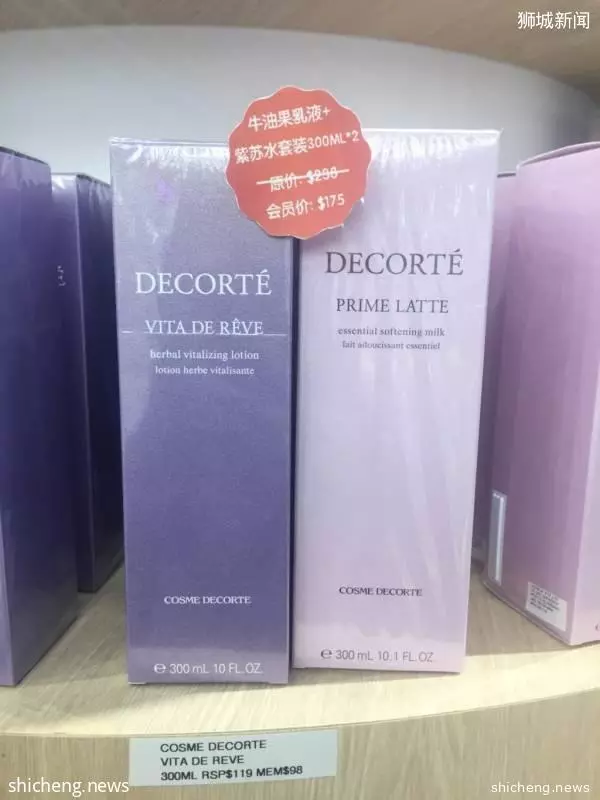 狮城新闻
牛油果乳液+
紫苏水套装300ML*2
原价: $238
会员价: $175
DECORTÉ
VITA DE RÊVE
herbal vitalizing lotion
lotion herbe vitalisante
COSME DECORTE
℮ 300 mL 10 FL.OZ.
DECORTÉ
PRIME LATTE
essential softening milk
lait adoucissant essentiel
COSME DECORTE
℮ 300 mL 10.1 FL.OZ.
COSME DECORTE
VITA DE REVE
300ML RSP$119 MEM$98
shicheng.news
shicheng.news